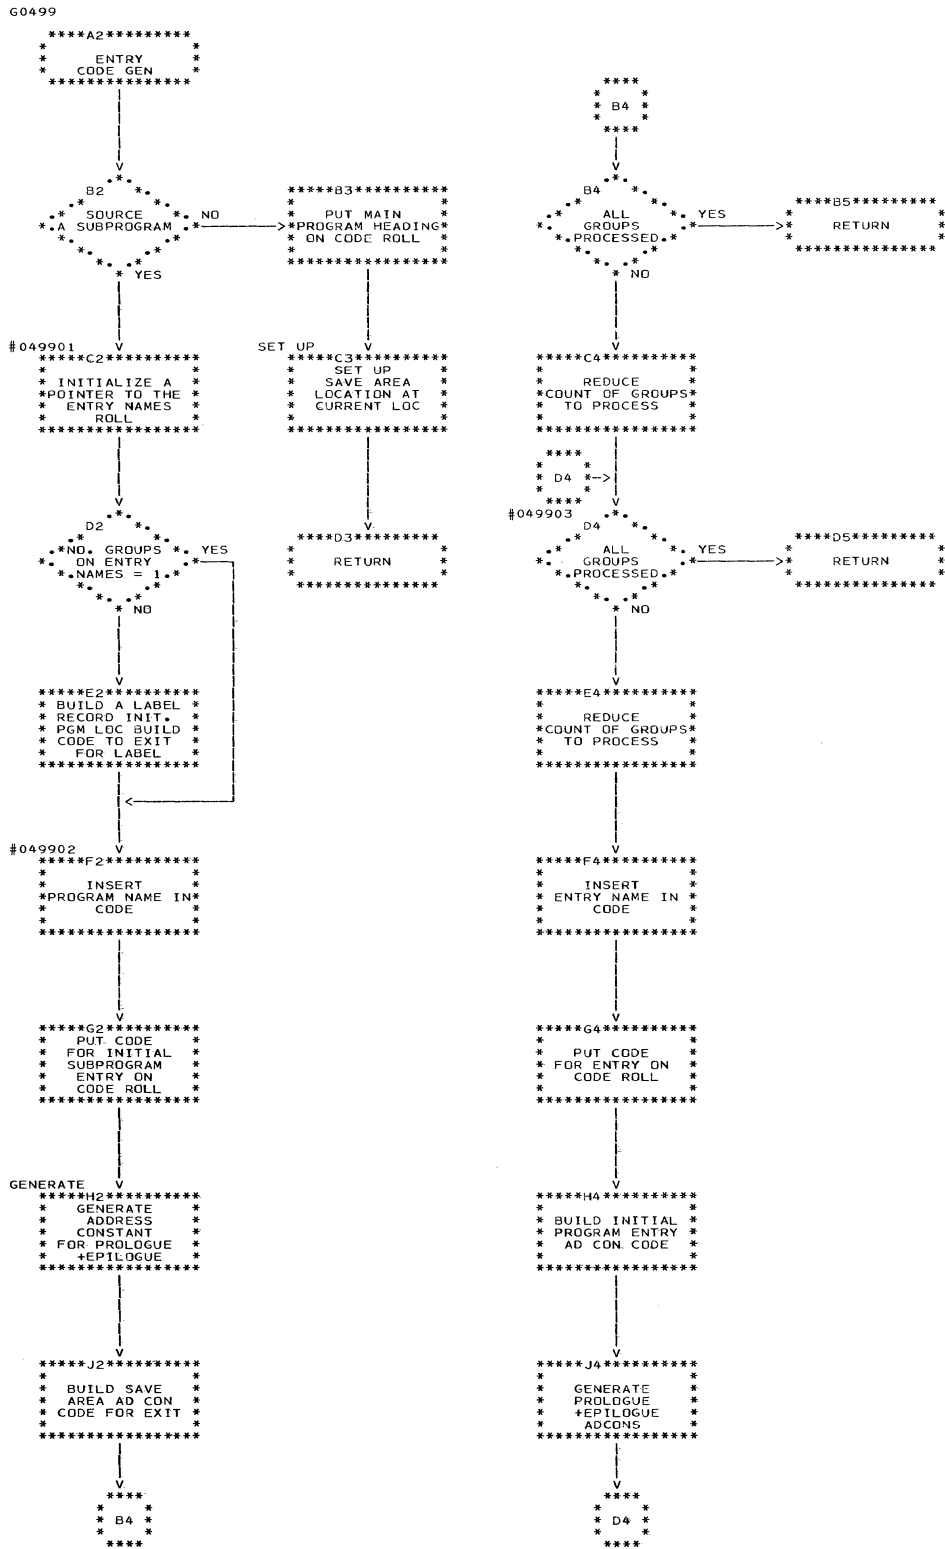 G0499
A2
ENTRY
CODE GEN
B2
SOURCE
A SUBPROGRAM
NO
YES
B3
PUT MAIN
PROGRAM HEADING
ON CODE ROLL
#049901
C2
INITIALIZE A
POINTER TO THE
ENTRY NAMES
ROLL
SET UP
C3
SET UP
SAVE AREA
LOCATION AT
CURRENT LOC
D2
NO. GROUPS
ON ENTRY
NAMES = 1
YES
NO
D3
RETURN
E2
BUILD A LABEL
RECORD INIT.
PGM LOC BUILD
CODE TO EXIT
FOR LABEL
#049902
F2
INSERT
PROGRAM NAME IN
CODE
G2
PUT CODE
FOR INITIAL
SUBPROGRAM
ENTRY ON
CODE ROLL
GENERATE
H2
GENERATE
ADDRESS
CONSTANT
FOR PROLOGUE
+EPILOGUE
J2
BUILD SAVE
AREA AD CON
CODE FOR EXIT
B4
B4
B4
ALL
GROUPS
PROCESSED
YES
NO
B5
RETURN
C4
REDUCE
COUNT OF GROUPS
TO PROCESS
D4
#049903
D4
ALL
GROUPS
PROCESSED
YES
NO
D5
RETURN
E4
REDUCE
COUNT OF GROUPS
TO PROCESS
F4
INSERT
ENTRY NAME IN
CODE
G4
PUT CODE
FOR ENTRY ON
CODE ROLL
H4
BUILD INITIAL
PROGRAM ENTRY
AD CON CODE
J4
GENERATE
PROLOGUE
+EPILOGUE
ADCONS
D4